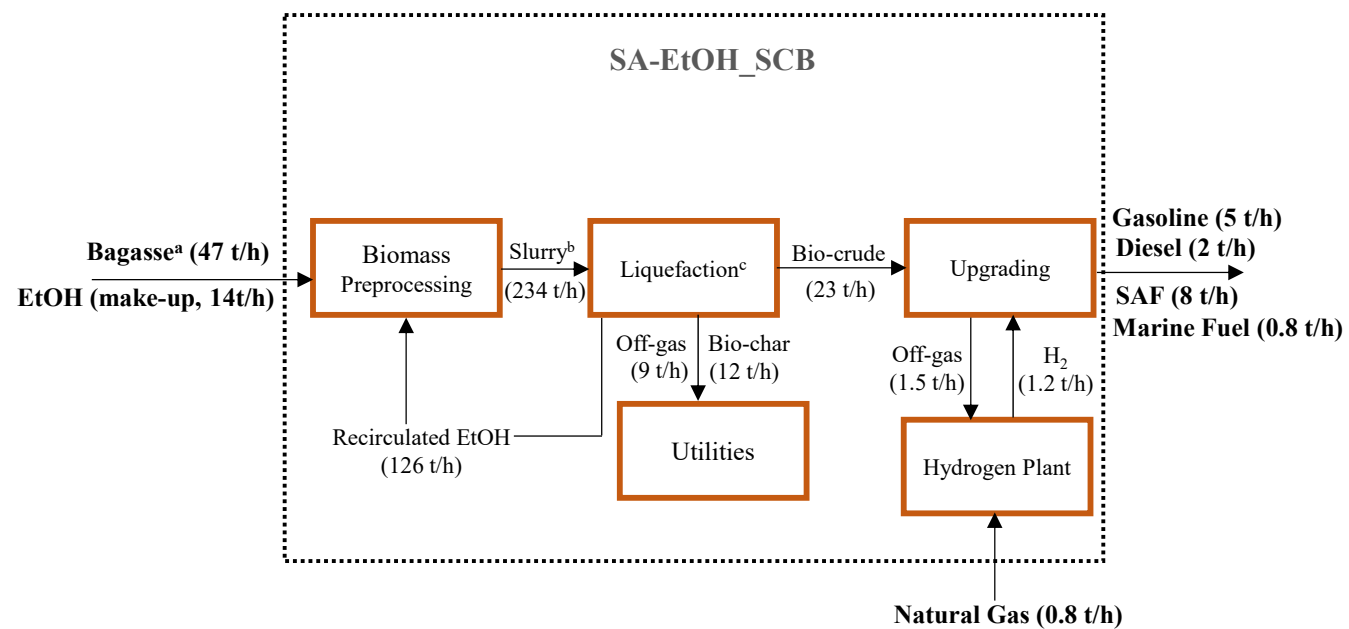 SA-EtOH_SCB
Bagasseᵃ (47 t/h)
EtOH (make-up, 14t/h)
Biomass
Preprocessing
Slurryᵇ
(234 t/h)
Liquefactionᶜ
Bio-crude
(23 t/h)
Upgrading
Gasoline (5 t/h)
Diesel (2 t/h)
SAF (8 t/h)
Marine Fuel (0.8 t/h)
Off-gas
(9 t/h)
Bio-char
(12 t/h)
Off-gas
(1.5 t/h)
H₂
(1.2 t/h)
Recirculated EtOH
(126 t/h)
Utilities
Hydrogen Plant
Natural Gas (0.8 t/h)